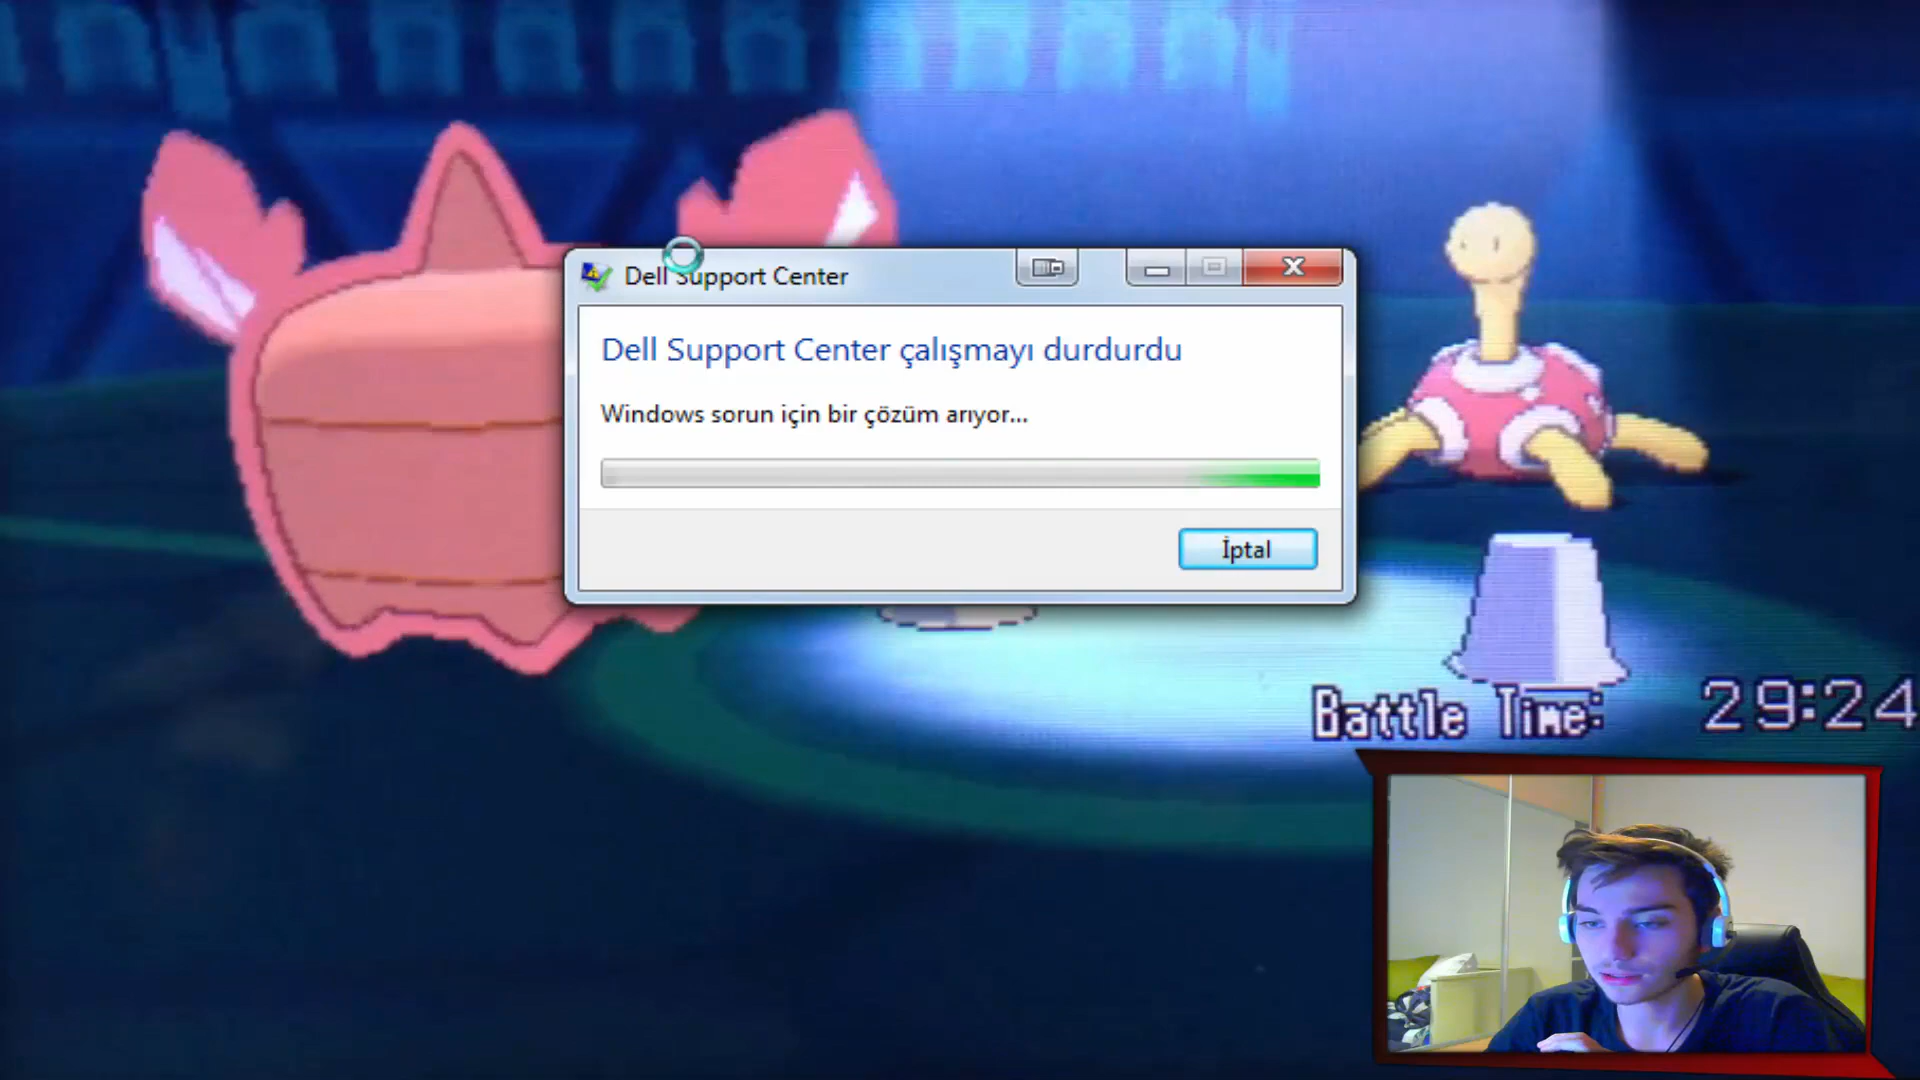 Dell Support Center
Dell Support Center çalışmayı durdurdu
Windows sorun için bir çözüm arıyor...
İptal
Battle Time: 29:24